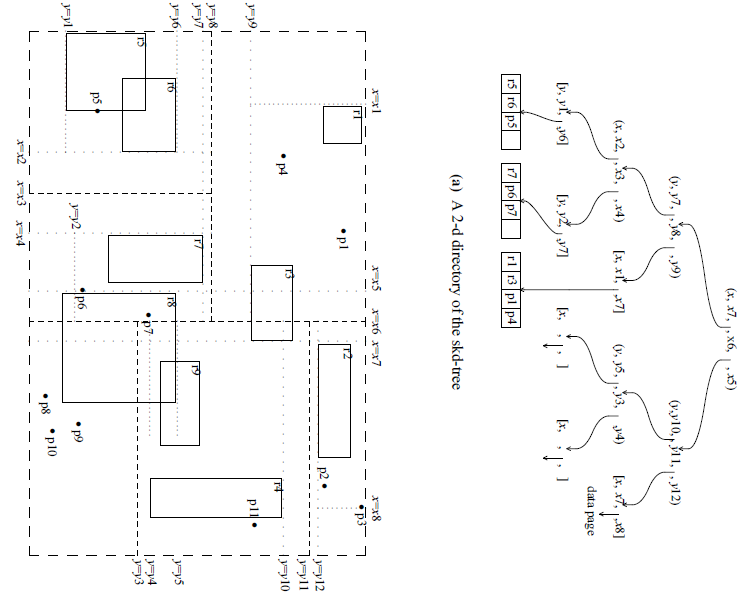 (x, x7, , x6, , x5)
(y, y7, , y8, , y9) (y,y10, , y11, , y12)
(x, x2, , x3, , x4) [x, x1, , x7] (y, y5, , y3, , y4) [x, x7, , x8]
data page
[y, y1, , y6] [y, y2, , y7] [x, , , ] [x, , , ]
r5 r6 p5 r7 p6 p7 r1 r3 p1 p4
(a) A 2-d directory of the skd-tree
x=x1 x=x5 x=x6 x=x7 x=x8
r1 p3
p1 r2
p2 y=y12
y=y11
p4 r3 r4 y=y10
y=y9 p11
y=y8
y=y7 r7 r9
y=y6 r6 r8 y=y5
p7 y=y4
r5 y=y3
p5 p6 p9
y=y1 y=y2
p8 p10
x=x2 x=x3 x=x4